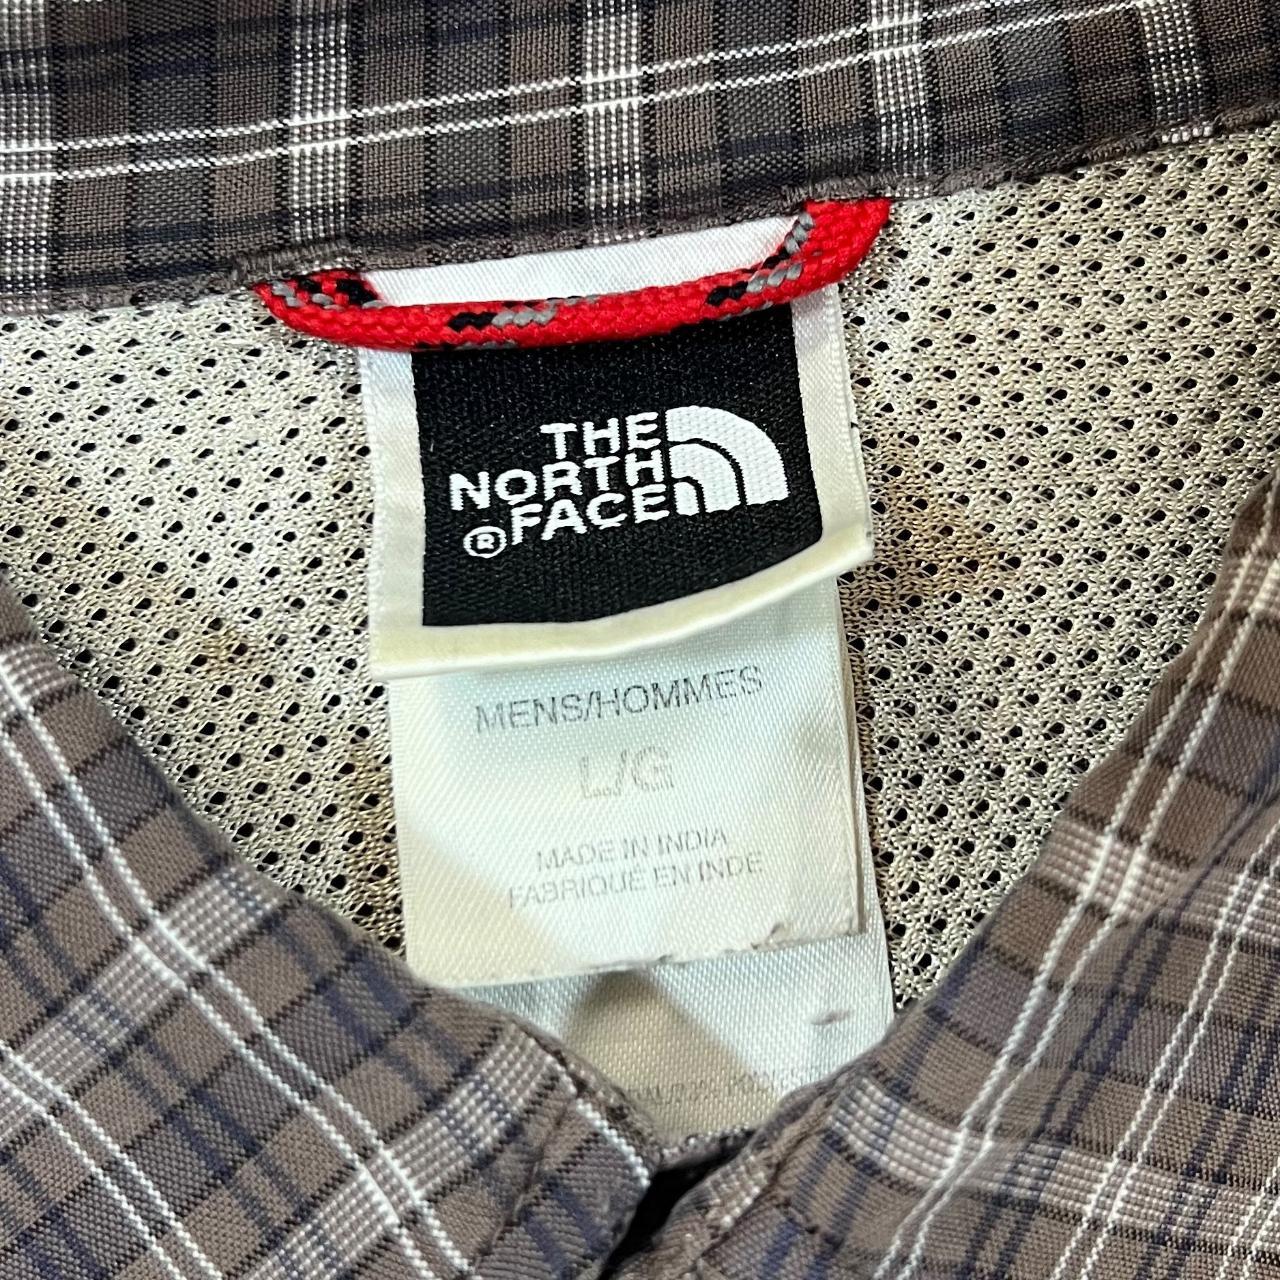 THE
NORTH
® FACE
MENS/HOMMES
L/G
MADE IN INDIA
FABRIQUE EN INDE